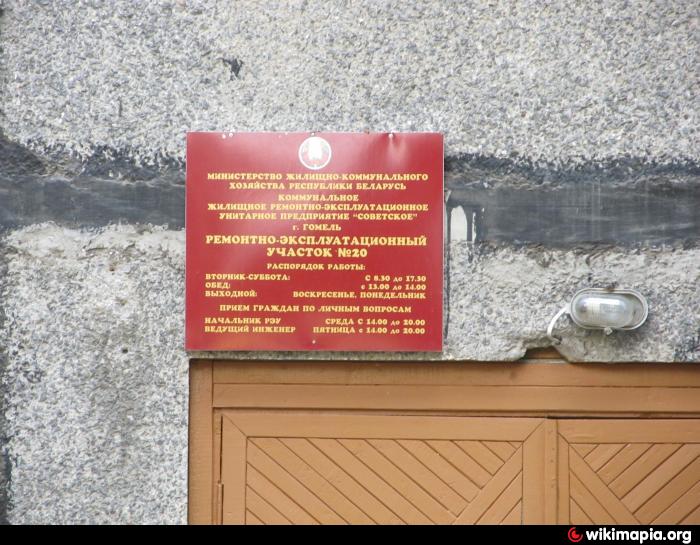 МИНИСТЕРСТВО ЖИЛИЩНО-КОММУНАЛЬНОГО
ХОЗЯЙСТВА РЕСПУБЛИКИ БЕЛАРУСЬ
КОММУНАЛЬНОЕ
ЖИЛИЩНОЕ РЕМОНТНО-ЭКСПЛУАТАЦИОННОЕ
УНИТАРНОЕ ПРЕДПРИЯТИЕ "СОВЕТСКОЕ"
г. ГОМЕЛЬ
РЕМОНТНО-ЭКСПЛУАТАЦИОННЫЙ
УЧАСТОК №20
РАСПОРЯДОК РАБОТЫ:
ВТОРНИК-СУББОТА: С 8.30 до 17.30
ОБЕД: с 13.00 до 14.00
ВЫХОДНОЙ: ВОСКРЕСЕНЬЕ, ПОНЕДЕЛЬНИК
ПРИЕМ ГРАЖДАН ПО ЛИЧНЫМ ВОПРОСАМ
НАЧАЛЬНИК РЭУ СРЕДА С 14.00 до 20.00
ВЕДУЩИЙ ИНЖЕНЕР ПЯТНИЦА с 14.00 до 20.00
wikimapia.org